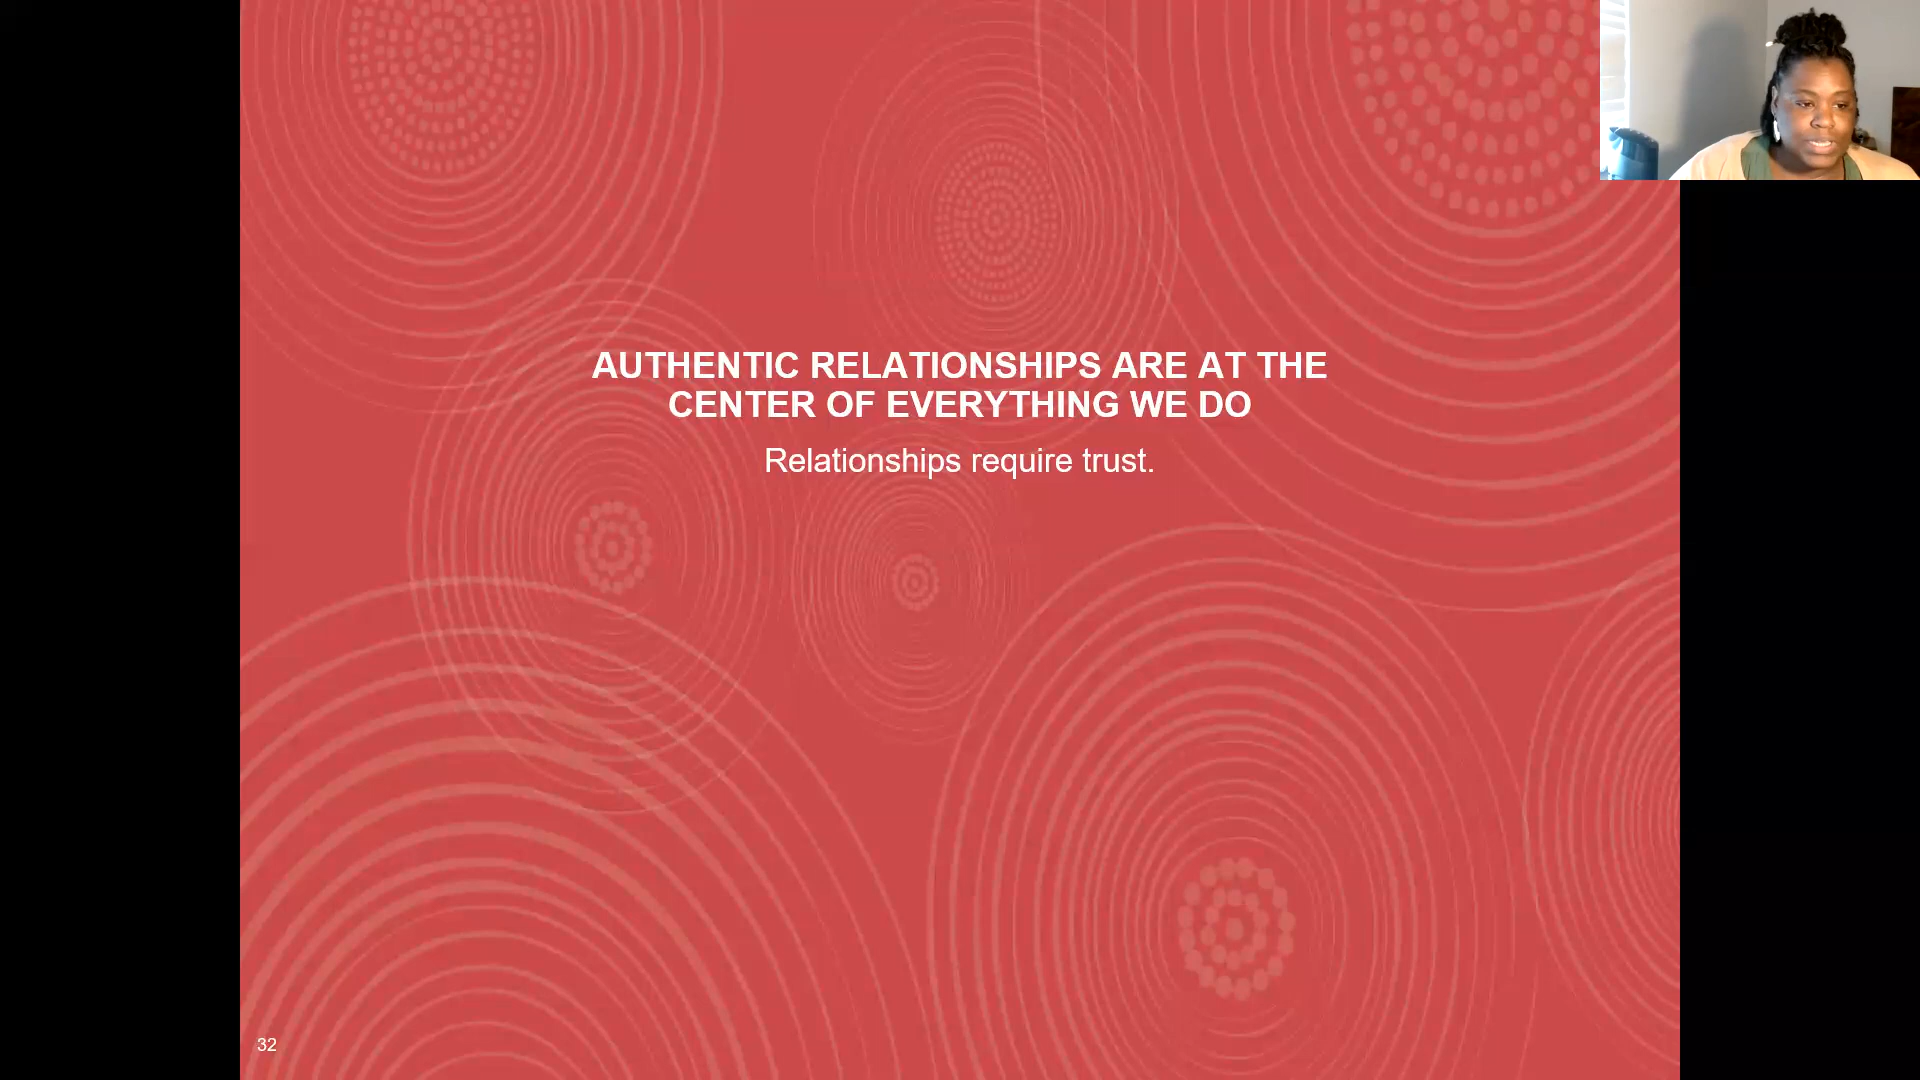 AUTHENTIC RELATIONSHIPS ARE AT THE
CENTER OF EVERYTHING WE DO
Relationships require trust.
32